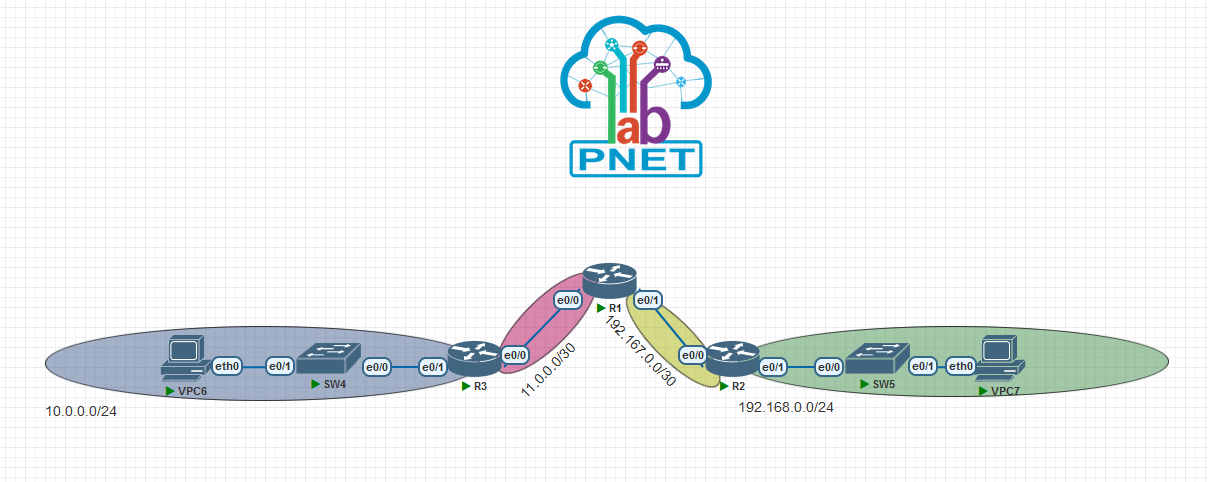 lab
PNET
R1
e0/0
e0/1
192.167.0.0/30
11.0.0.0/30
VPC6
eth0
e0/1
SW4
e0/0
e0/1
R3
e0/0
e0/0
R2
e0/1
e0/0
SW5
e0/1
eth0
VPC7
10.0.0.0/24
192.168.0.0/24